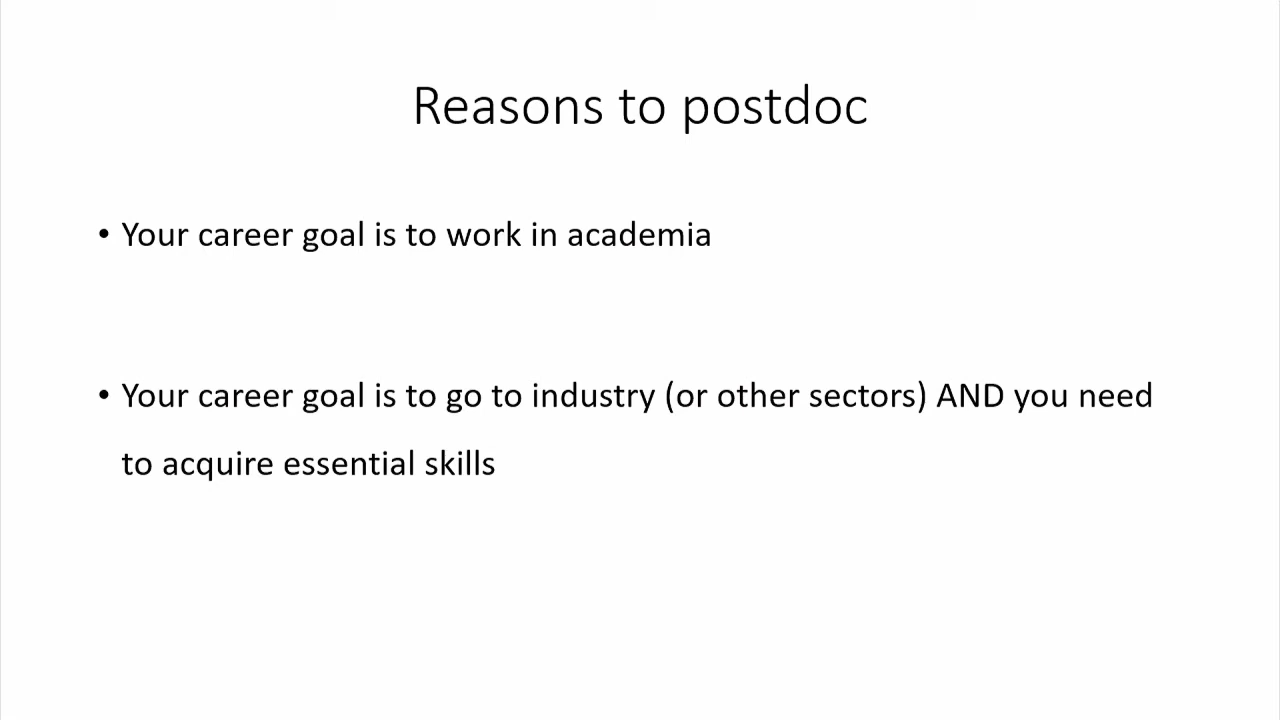 Reasons to postdoc
• Your career goal is to work in academia
• Your career goal is to go to industry (or other sectors) AND you need
to acquire essential skills